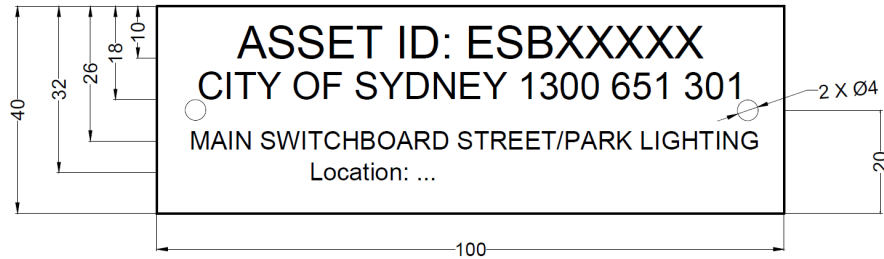 ASSET ID: ESBXXXXX
CITY OF SYDNEY 1300 651 301
MAIN SWITCHBOARD STREET/PARK LIGHTING
Location: ...
40
32
26
18
10
2 X Ø4
20
100